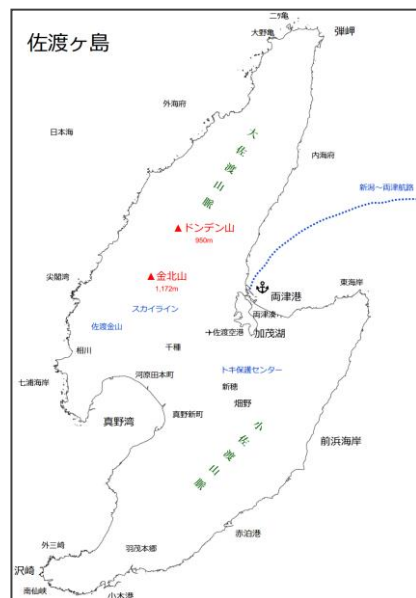 佐渡ヶ島
二ツ亀
大野亀
弾岬
外海府
日本海
大佐渡山脈
内海府
新潟～両津航路
▲ドンデン山
950m
尖閣湾
▲金北山
1,172m
東海岸
両津港
スカイライン
両津湊
佐渡金山
佐渡空港
加茂湖
相川
千種
トキ保護センター
七浦海岸
河原田本町
新穂
畑野
真野湾
真野新町
小佐渡山脈
前浜海岸
赤泊港
外三崎
羽茂本郷
沢崎
南仙峡
小木港